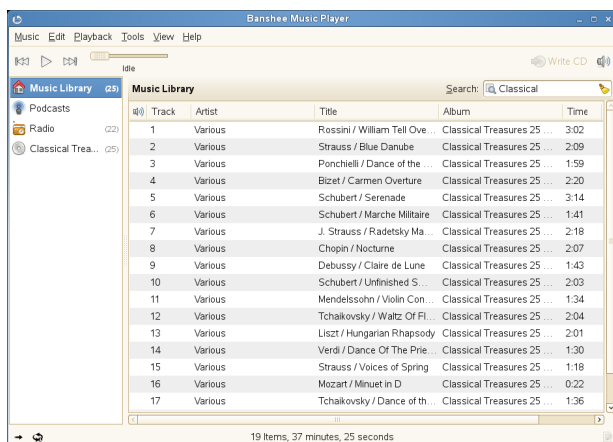 Banshee Music Player
Music Edit Playback Tools View Help
Idle
Write CD
Music Library (25)
Podcasts
Radio (22)
Classical Trea... (25)
Music Library
Search: Classical
Track Artist Title Album Time
1 Various Rossini / William Tell Ove... Classical Treasures 25 ... 3:02
2 Various Strauss / Blue Danube Classical Treasures 25 ... 2:09
3 Various Ponchielli / Dance of the ... Classical Treasures 25 ... 1:59
4 Various Bizet / Carmen Overture Classical Treasures 25 ... 2:20
5 Various Schubert / Serenade Classical Treasures 25 ... 3:14
6 Various Schubert / Marche Militaire Classical Treasures 25 ... 1:41
7 Various J. Strauss / Radetsky Ma... Classical Treasures 25 ... 2:18
8 Various Chopin / Nocturne Classical Treasures 25 ... 2:07
9 Various Debussy / Claire de Lune Classical Treasures 25 ... 1:43
10 Various Schubert / Unfinished S... Classical Treasures 25 ... 2:03
11 Various Mendelssohn / Violin Con... Classical Treasures 25 ... 1:34
12 Various Tchaikovsky / Waltz Of Fl... Classical Treasures 25 ... 2:04
13 Various Liszt / Hungarian Rhapsody Classical Treasures 25 ... 2:01
14 Various Verdi / Dance Of The Prie... Classical Treasures 25 ... 1:30
15 Various Strauss / Voices of Spring Classical Treasures 25 ... 1:18
16 Various Mozart / Minuet in D Classical Treasures 25 ... 0:22
17 Various Tchaikovsky / Dance of th... Classical Treasures 25 ... 1:36
19 Items, 37 minutes, 25 seconds